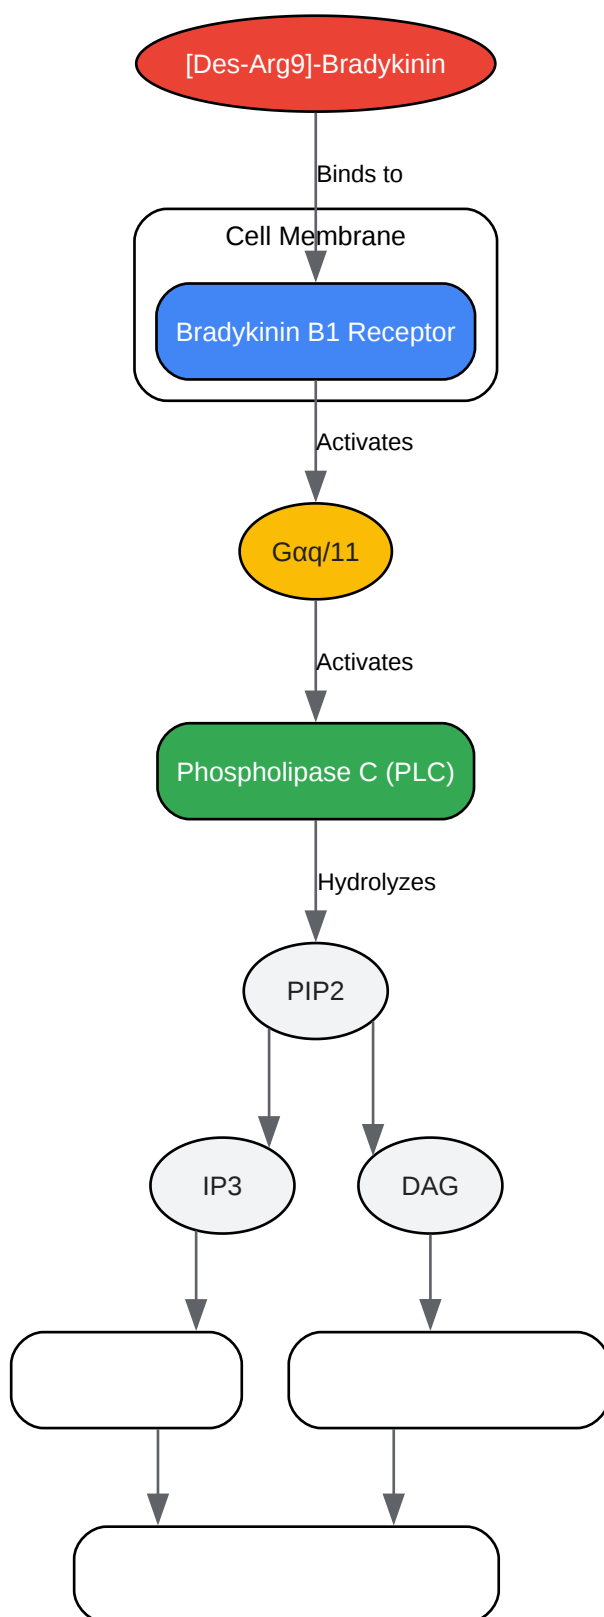 [Des-Arg9]-Bradykinin
Binds to
Cell Membrane
Bradykinin B1 Receptor
Activates
Gαq/11
Activates
Phospholipase C (PLC)
Hydrolyzes
PIP2
IP3
DAG